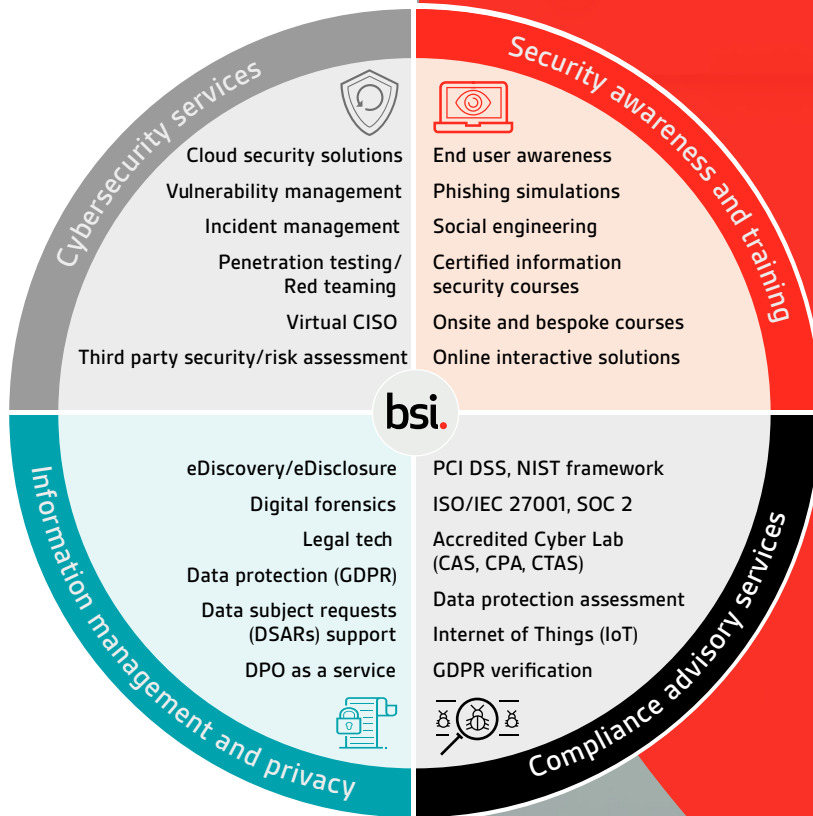 Cybersecurity services
Cloud security solutions
Vulnerability management
Incident management
Penetration testing/
Red teaming
Virtual CISO
Third party security/risk assessment
Security awareness and training
End user awareness
Phishing simulations
Social engineering
Certified information
security courses
Onsite and bespoke courses
Online interactive solutions
bsi.
Information management and privacy
eDiscovery/eDisclosure
Digital forensics
Legal tech
Data protection (GDPR)
Data subject requests
(DSARs) support
DPO as a service
Compliance advisory services
PCI DSS, NIST framework
ISO/IEC 27001, SOC 2
Accredited Cyber Lab
(CAS, CPA, CTAS)
Data protection assessment
Internet of Things (IoT)
GDPR verification